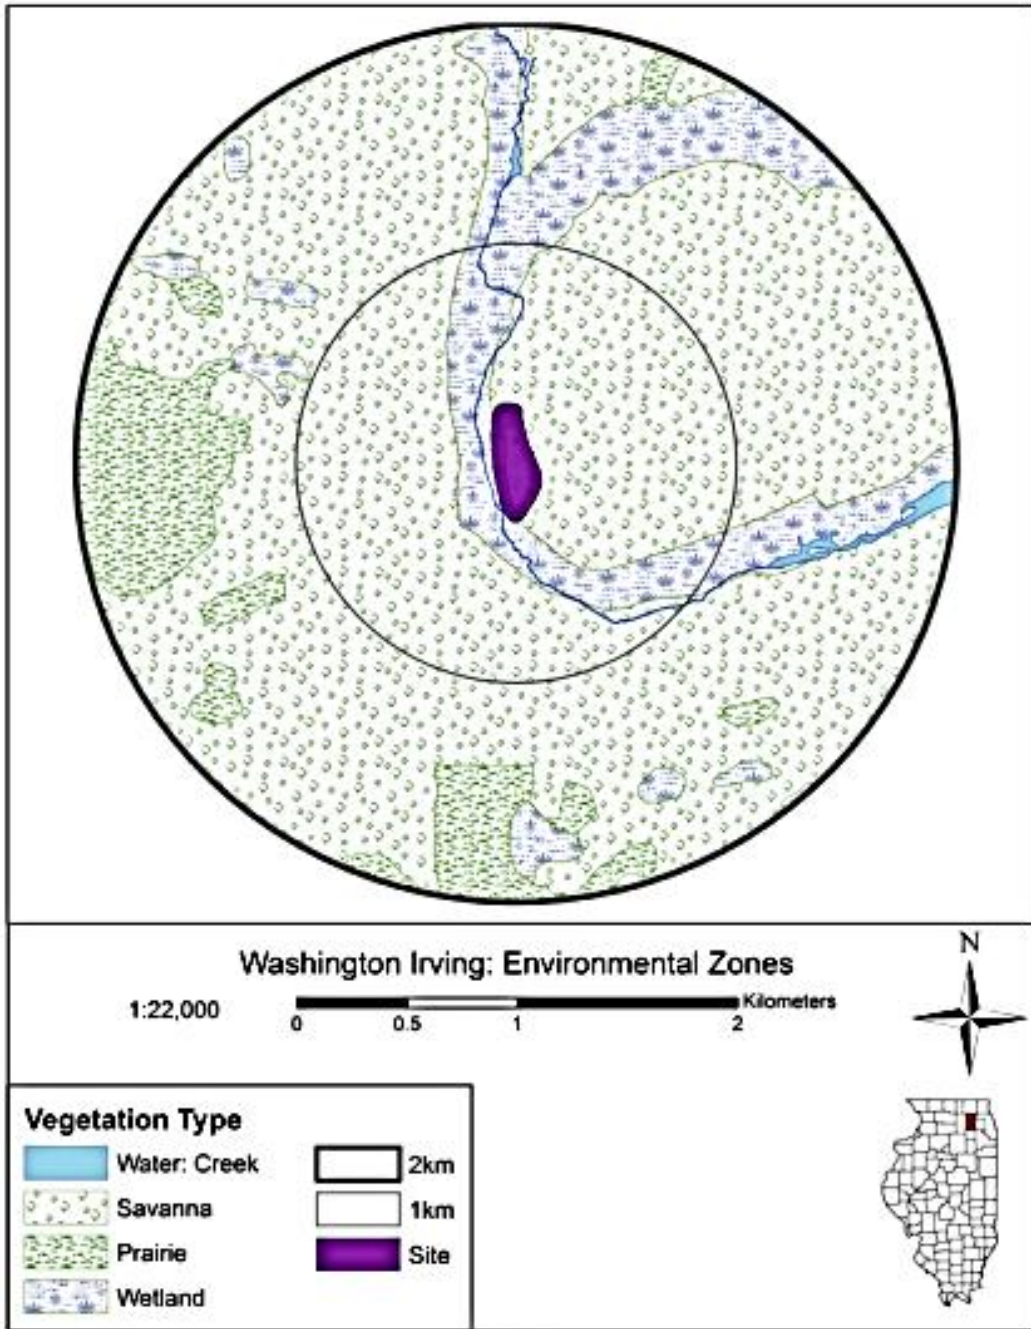 Washington Irving: Environmental Zones
1:22,000
Kilometers
0 0.5 1 2
N
Vegetation Type
Water: Creek
Savanna
Prairie
Wetland
2km
1km
Site